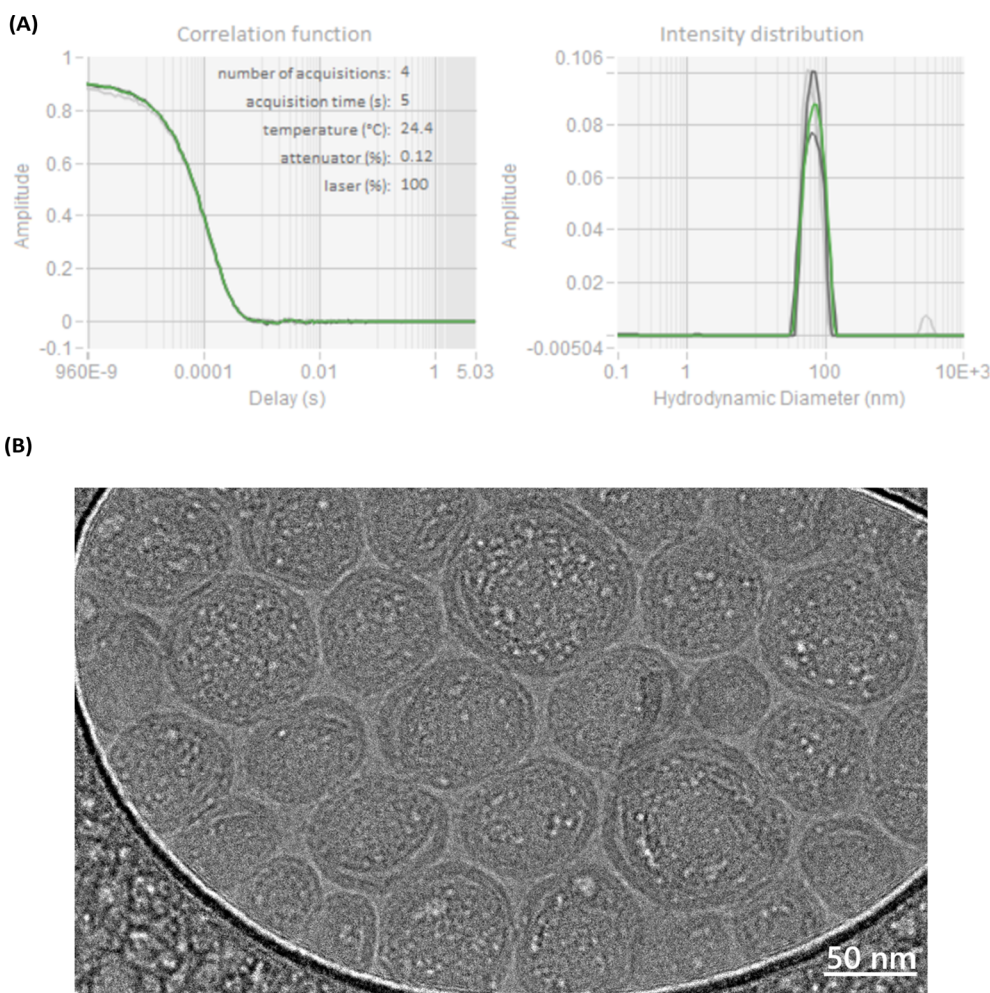 (A)
Correlation function
Amplitude
1
0.8
0.6
0.4
0.2
0
-0.1
960E-9
0.0001
0.01
1
5.03
Delay (s)
number of acquisitions: 4
acquisition time (s): 5
temperature (°C): 24.4
attenuator (%): 0.12
laser (%): 100
Intensity distribution
Amplitude
0.106
0.08
0.06
0.04
0.02
-0.00504
0.1
1
100
10E+3
Hydrodynamic Diameter (nm)
(B)
50 nm